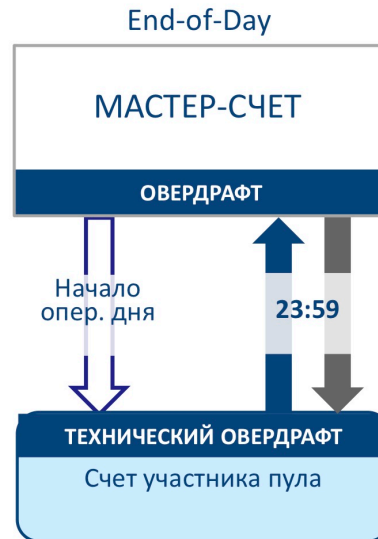 End-of-Day
МАСТЕР-СЧЕТ
ОВЕРДРАФТ
Начало
опер. дня
23:59
ТЕХНИЧЕСКИЙ ОВЕРДРАФТ
Счет участника пула